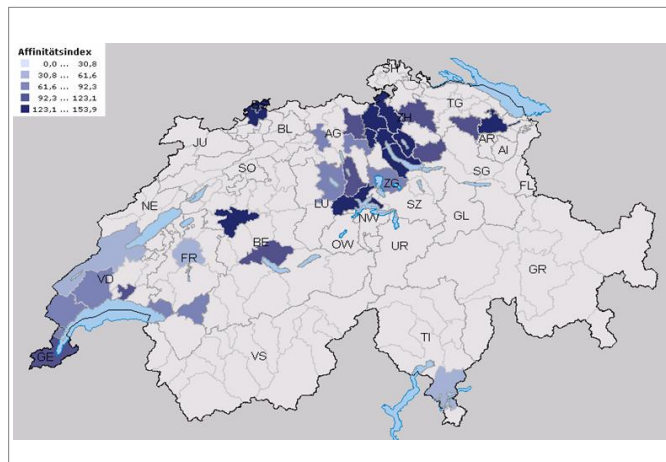 Affinitätsindex
0,0 ... 30,8
30,8 ... 61,6
61,6 ... 92,3
92,3 ... 123,1
123,1 ... 153,9
SH
BS
TG
ZH
BL
AG
JU
AR
AI
SO
SG
ZG
FL
NE
LU
NW
SZ
GL
BE
OW
UR
FR
GR
VD
TI
GE
VS